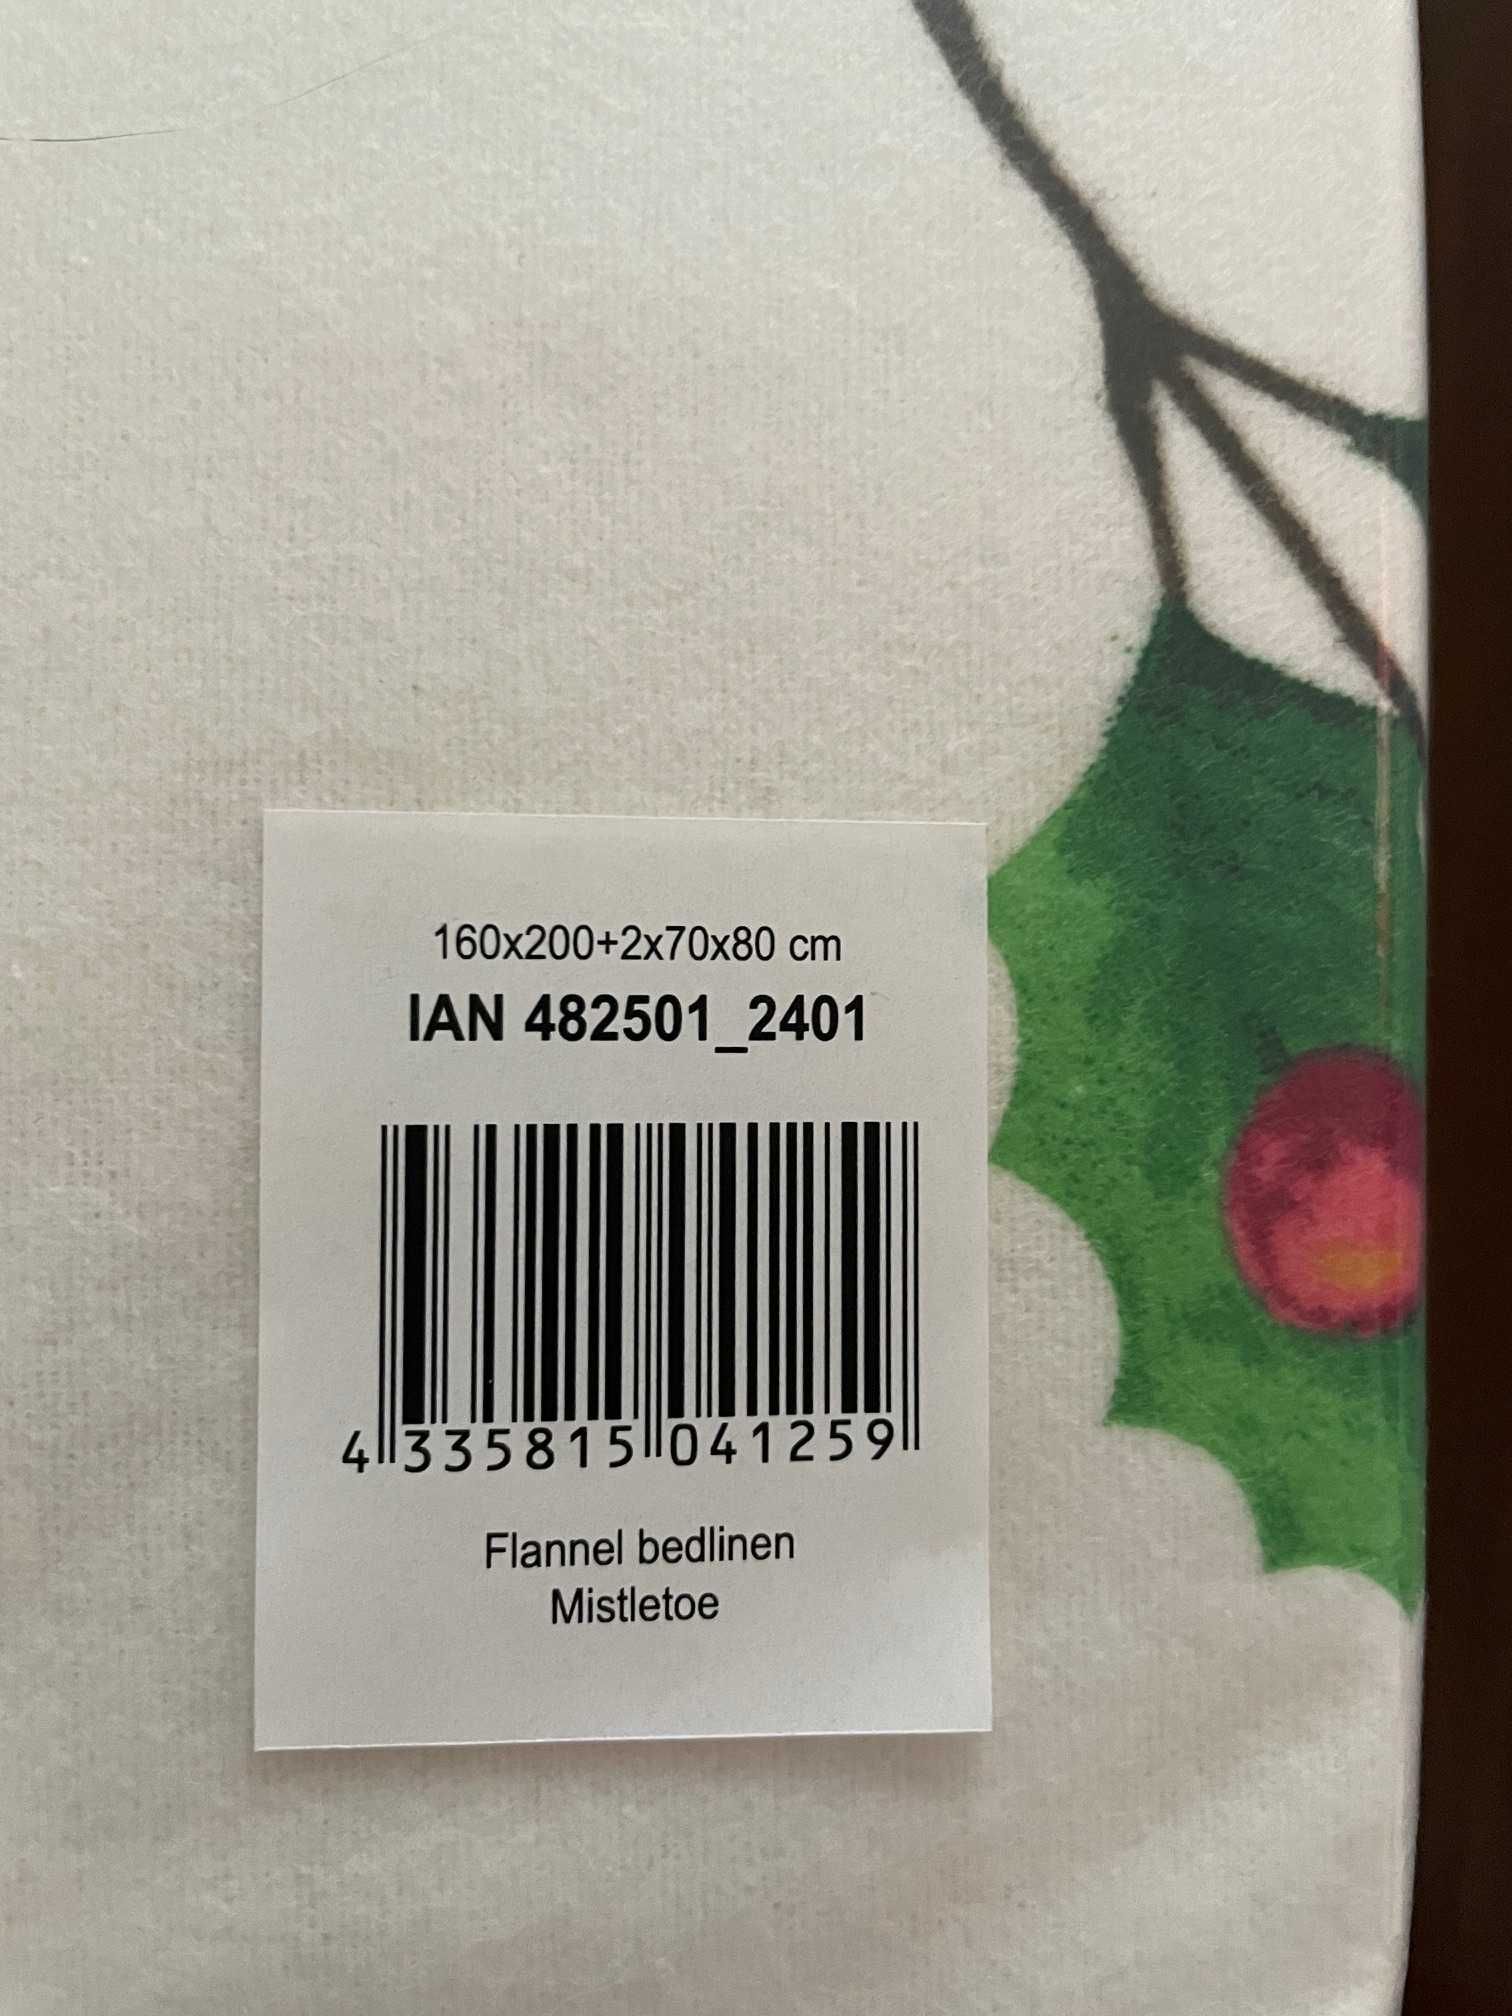 160x200+2x70x80 cm
IAN 482501_2401
4 335815 041259
Flannel bedlinen
Mistletoe